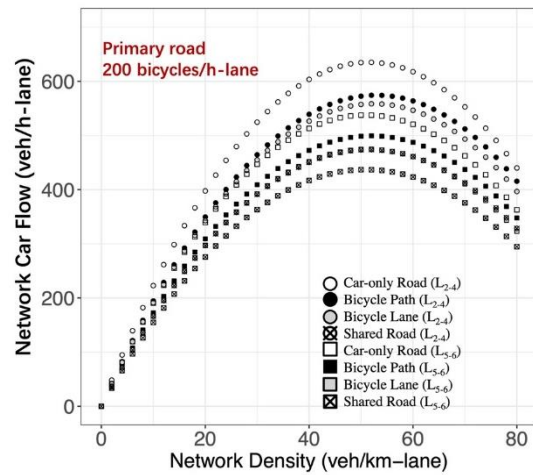 Primary road
200 bicycles/h-lane
Network Car Flow (veh/h-lane)
600
400
200
0
Car-only Road (L2-4)
Bicycle Path (L2-4)
Bicycle Lane (L2-4)
Shared Road (L2-4)
Car-only Road (L5-6)
Bicycle Path (L5-6)
Bicycle Lane (L5-6)
Shared Road (L5-6)
0 20 40 60 80
Network Density (veh/km-lane)